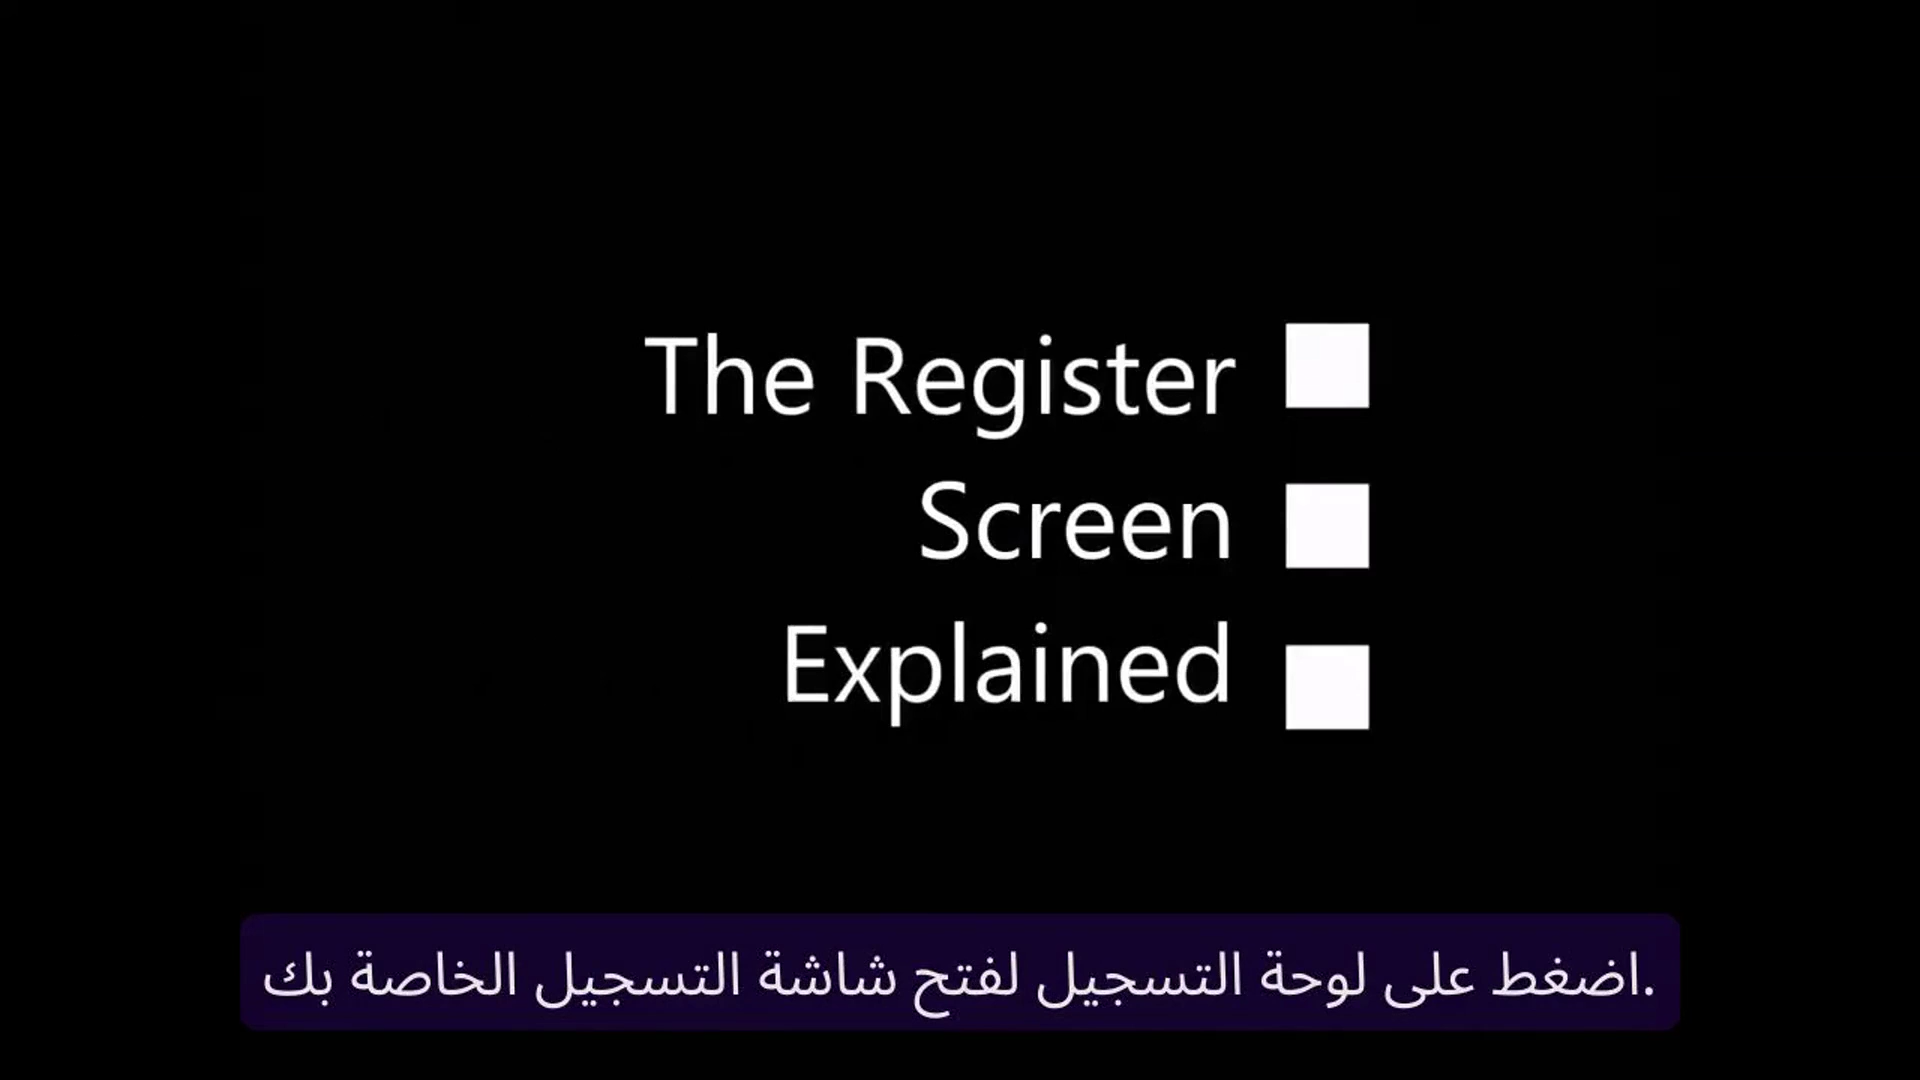 The Register
Screen
Explained
اضغط على لوحة التسجيل لفتح شاشة التسجيل الخاصة بك.